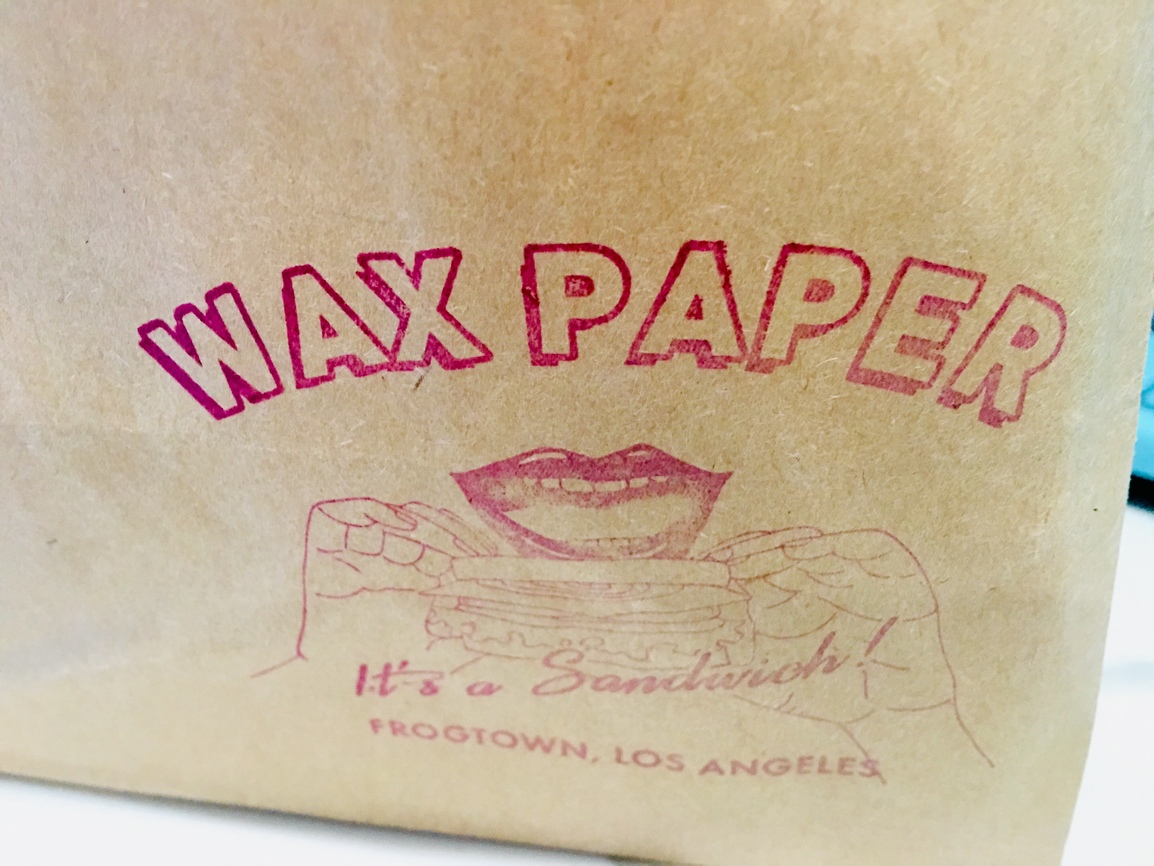 WAX PAPER
It's a Sandwich!
FROGTOWN, LOS ANGELES